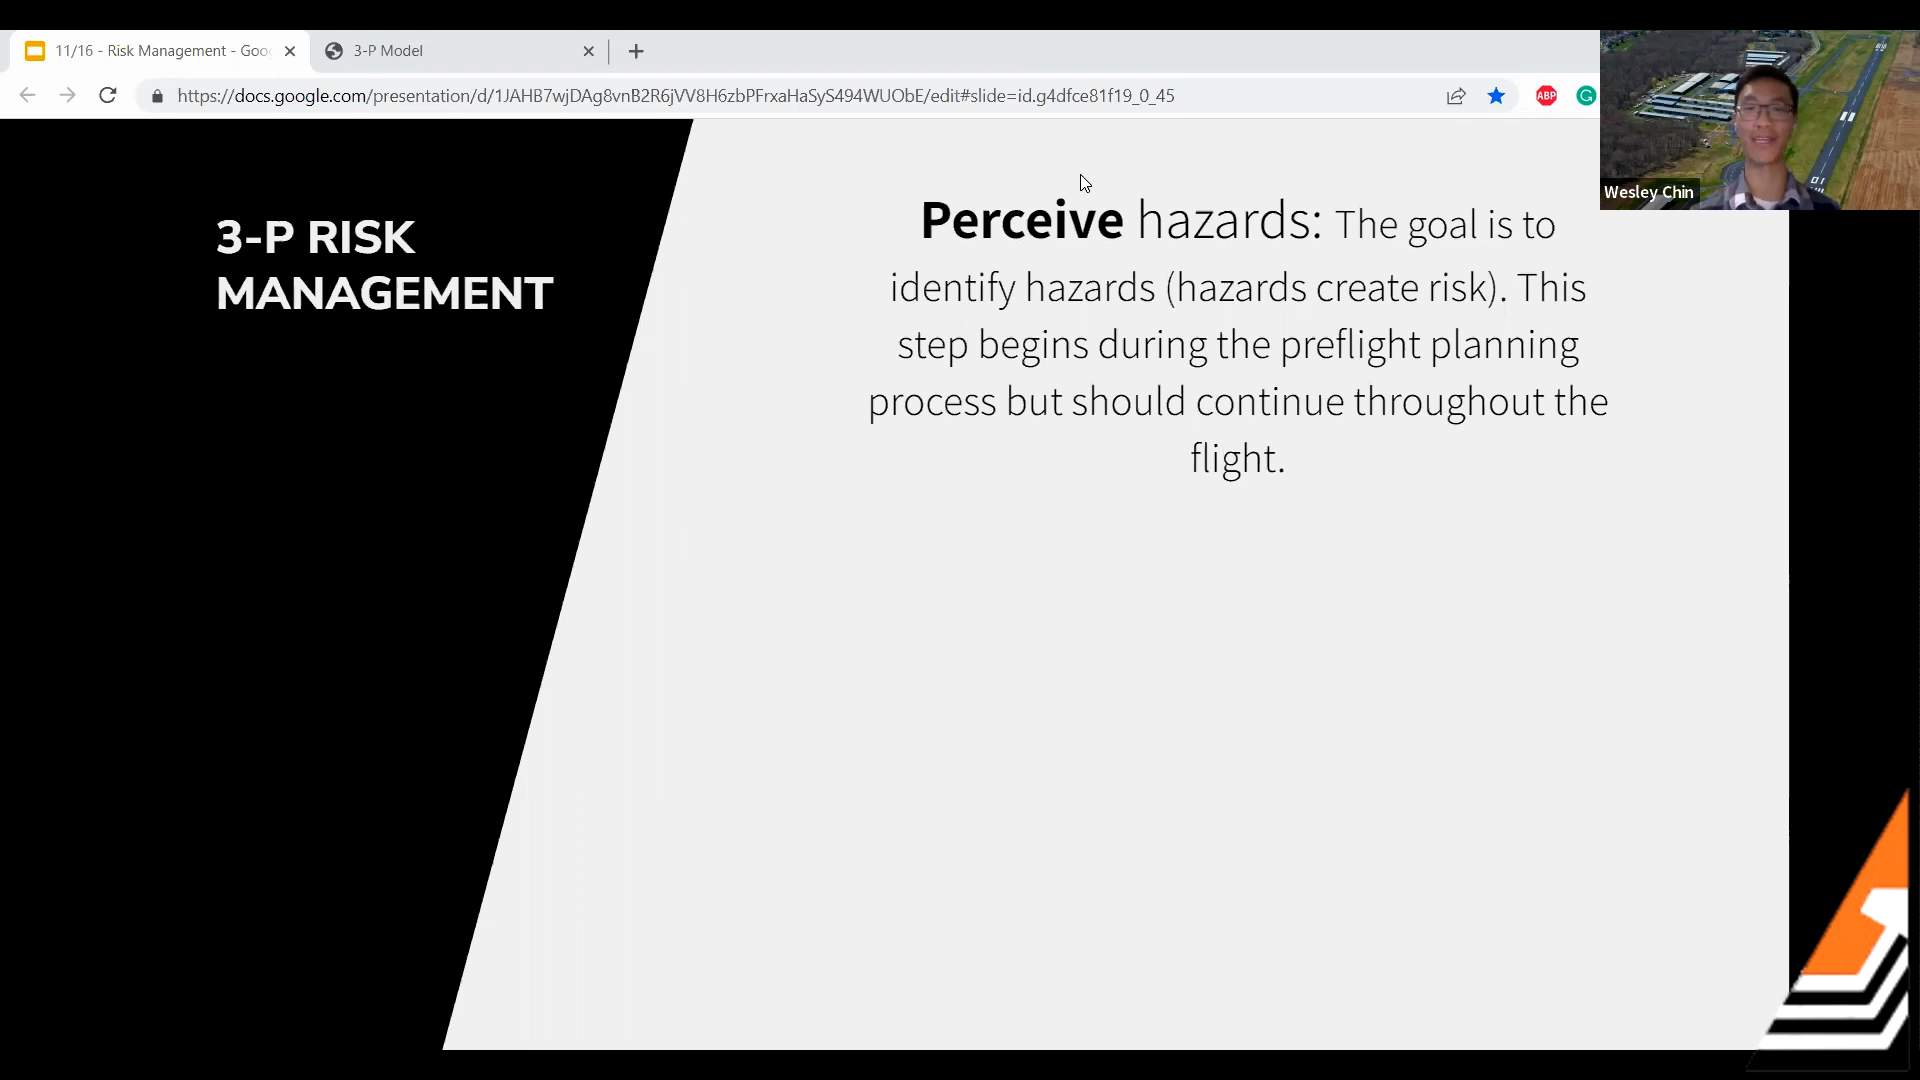 11/16 - Risk Management - Goo
3-P Model
https://docs.google.com/presentation/d/1JAHB7wjDAg8vnB2R6jVV8H6zbPFrxaHaSyS494WUObE/edit#slide=id.g4dfce81f19_0_45
ABP
G
Wesley Chin
3-P RISK
MANAGEMENT
Perceive hazards: The goal is to
identify hazards (hazards create risk). This
step begins during the preflight planning
process but should continue throughout the
flight.